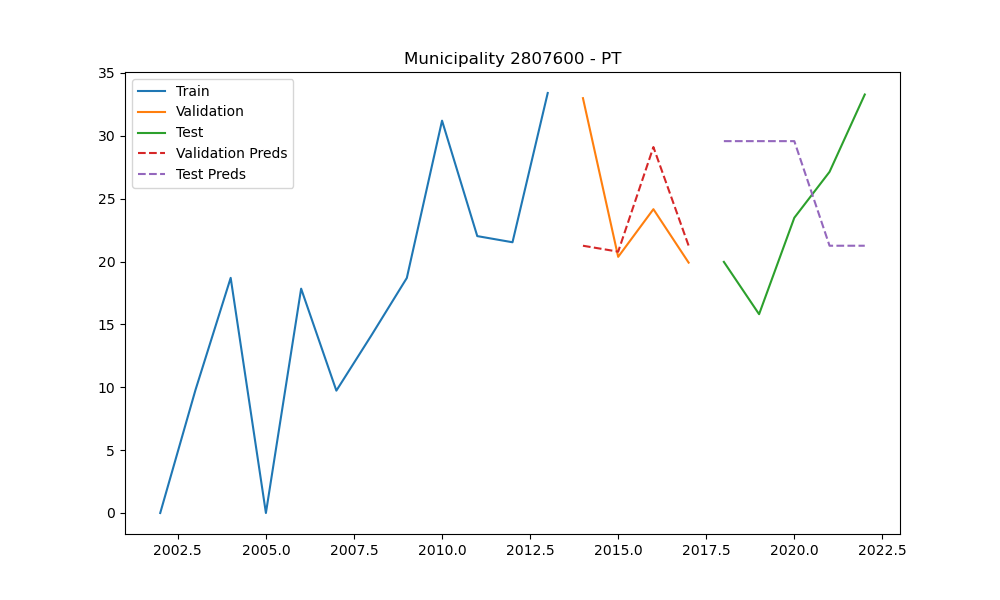 Municipality 2807600 - PT
Train
Validation
Test
Validation Preds
Test Preds
35
30
25
20
15
10
5
0
2002.5 2005.0 2007.5 2010.0 2012.5 2015.0 2017.5 2020.0 2022.5